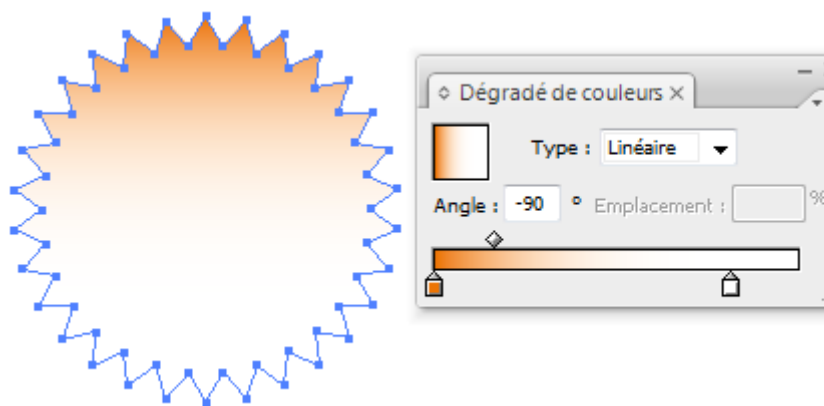 Dégradé de couleurs
Type : Linéaire
Angle : -90 ° Emplacement : %